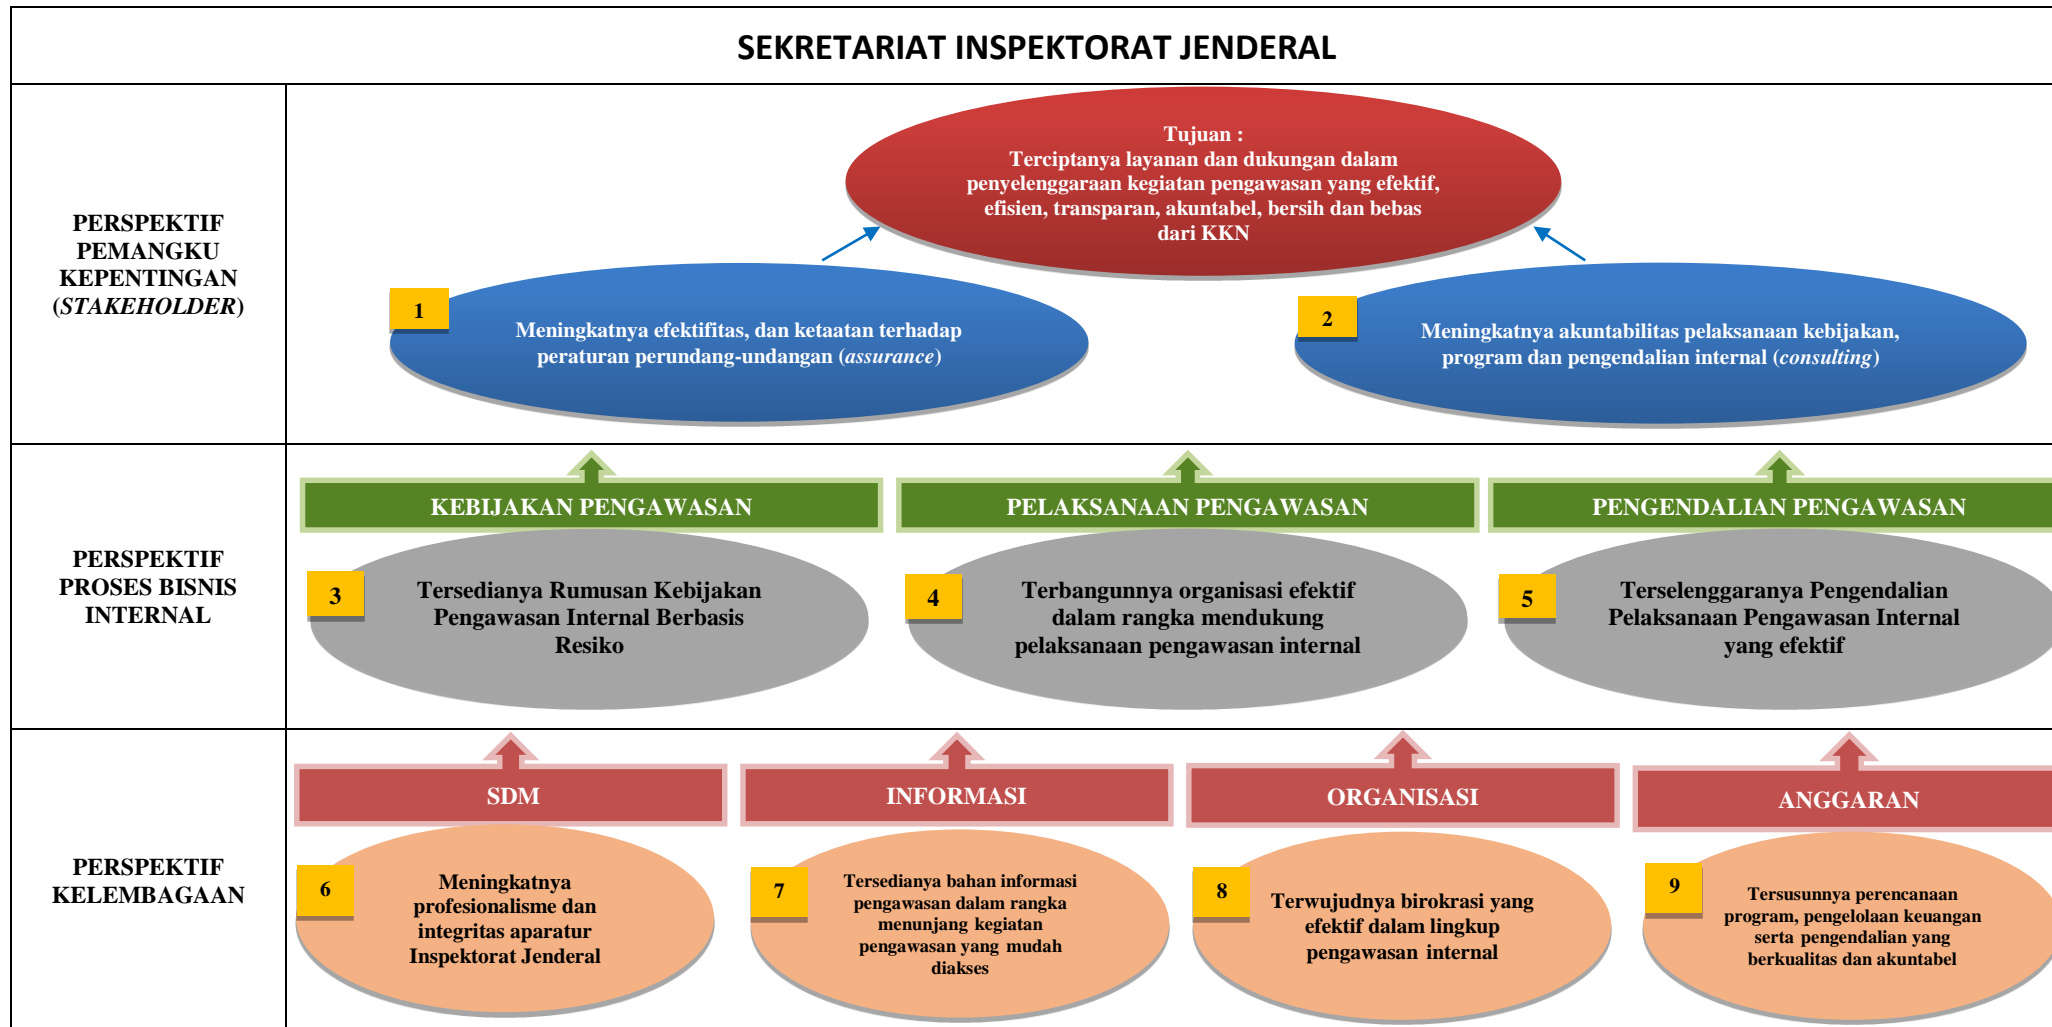 SEKRETARIAT INSPEKTORAT JENDERAL
PERSPEKTIF
PEMANGKU
KEPENTINGAN
(STAKEHOLDER)
Tujuan :
Terciptanya layanan dan dukungan dalam
penyelenggaraan kegiatan pengawasan yang efektif,
efisien, transparan, akuntabel, bersih dan bebas
dari KKN
1
Meningkatnya efektifitas, dan ketaatan terhadap
peraturan perundang-undangan (assurance)
2
Meningkatnya akuntabilitas pelaksanaan kebijakan,
program dan pengendalian internal (consulting)
PERSPEKTIF
PROSES BISNIS
INTERNAL
KEBIJAKAN PENGAWASAN
3
Tersedianya Rumusan Kebijakan
Pengawasan Internal Berbasis
Resiko
PELAKSANAAN PENGAWASAN
4
Terbangunnya organisasi efektif
dalam rangka mendukung
pelaksanaan pengawasan internal
PENGENDALIAN PENGAWASAN
5
Terselenggaranya Pengendalian
Pelaksanaan Pengawasan Internal
yang efektif
PERSPEKTIF
KELEMBAGAAN
SDM
6
Meningkatnya
profesionalisme dan
integritas aparatur
Inspektorat Jenderal
INFORMASI
7
Tersedianya bahan informasi
pengawasan dalam rangka
menunjang kegiatan
pengawasan yang mudah
diakses
ORGANISASI
8
Terwujudnya birokrasi yang
efektif dalam lingkup
pengawasan internal
ANGGARAN
9
Tersusunnya perencanaan
program, pengelolaan keuangan
serta pengendalian yang
berkualitas dan akuntabel